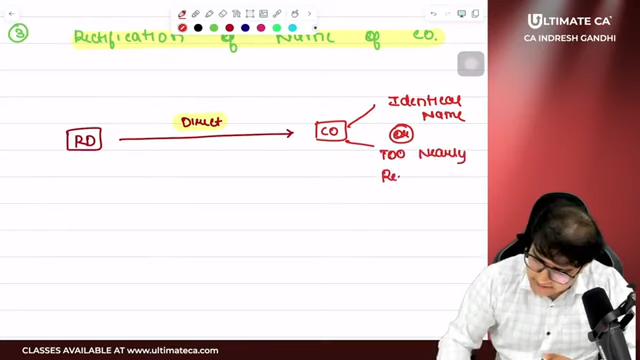 ULTIMATE CA
CA INDRESH GANDHI
3 Rectification of Name of CO.
Direct
RD
CO
Identical
Name
OR
TOO Nearly
Re
CLASSES AVAILABLE AT www.ultimateca.com